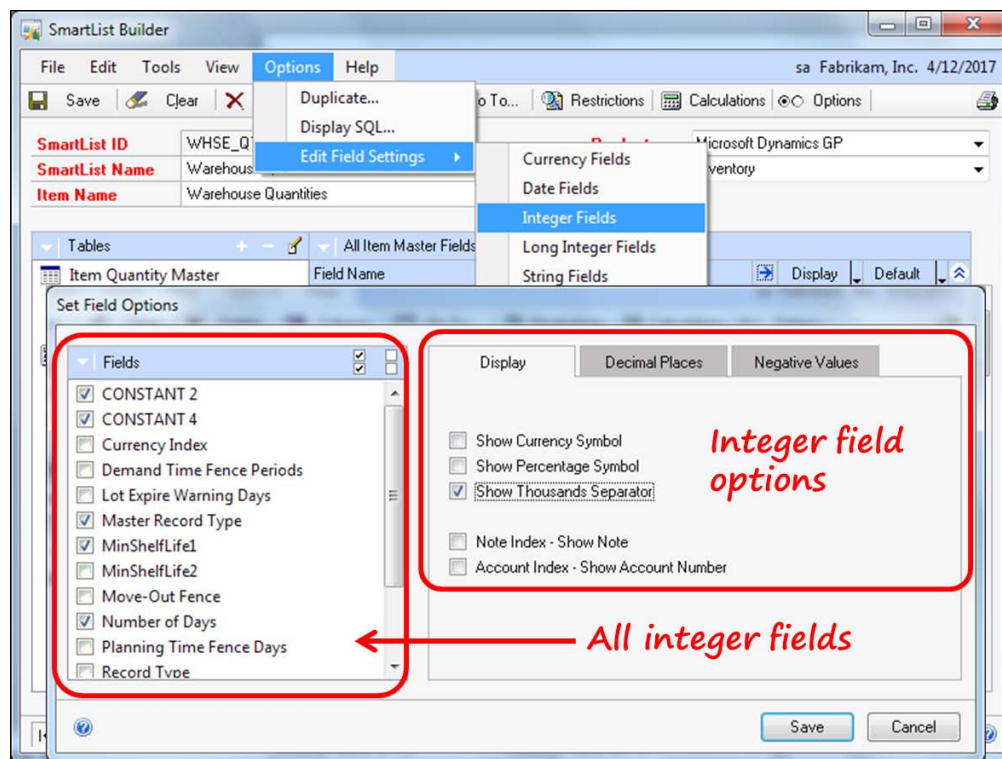 SmartList Builder
File Edit Tools View Options Help sa Fabrikam, Inc. 4/12/2017
Save Clear Duplicate... o To... Restrictions Calculations Options
Display SQL...
SmartList ID WHSE_Q Microsoft Dynamics GP
Edit Field Settings Currency Fields
SmartList Name Warehous ventory
Date Fields
Item Name Warehouse Quantities
Integer Fields
Tables All Item Master Fields Long Integer Fields
Item Quantity Master Field Name String Fields Display Default
Set Field Options
Fields Display Decimal Places Negative Values
CONSTANT 2
CONSTANT 4
Currency Index Show Currency Symbol
Demand Time Fence Periods Show Percentage Symbol
Lot Expire Warning Days Show Thousands Separator
Integer field
options
Master Record Type
MinShelfLife1 Note Index - Show Note
MinShelfLife2 Account Index - Show Account Number
Move-Out Fence
Number of Days
All integer fields
Planning Time Fence Days
Record Type
Save Cancel